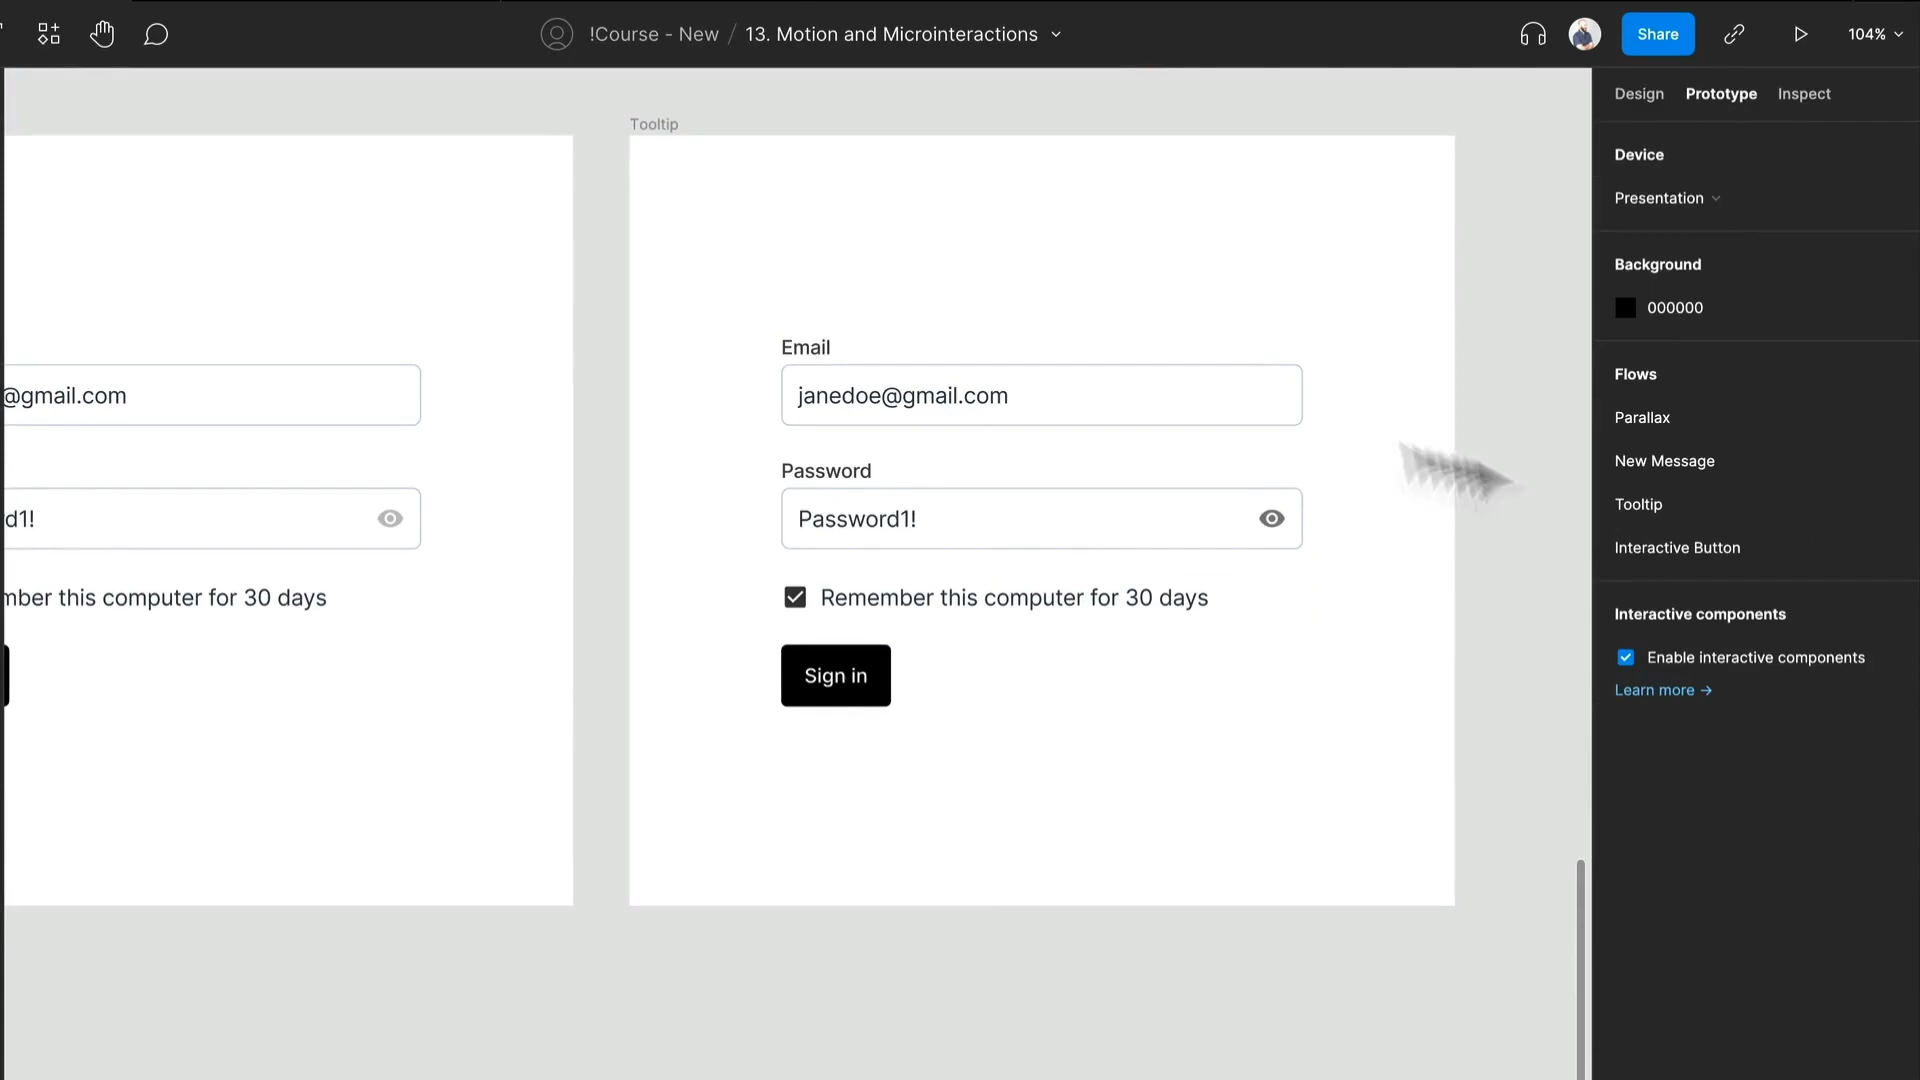 !Course - New / 13. Motion and Microinteractions
Share
104%
Tooltip
@gmail.com
d1!
mber this computer for 30 days
Email
janedoe@gmail.com
Password
Password1!
Remember this computer for 30 days
Sign in
Design Prototype Inspect
Device
Presentation
Background
000000
Flows
Parallax
New Message
Tooltip
Interactive Button
Interactive components
Enable interactive components
Learn more →